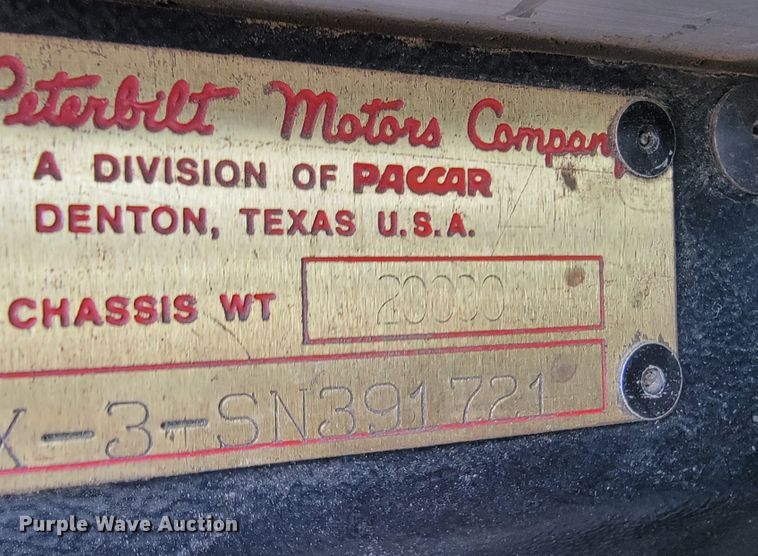 Peterbilt Motors Company
A DIVISION OF PACCAR
DENTON, TEXAS U.S.A.
CHASSIS WT 20000
X-3-SN391721
Purple Wave Auction